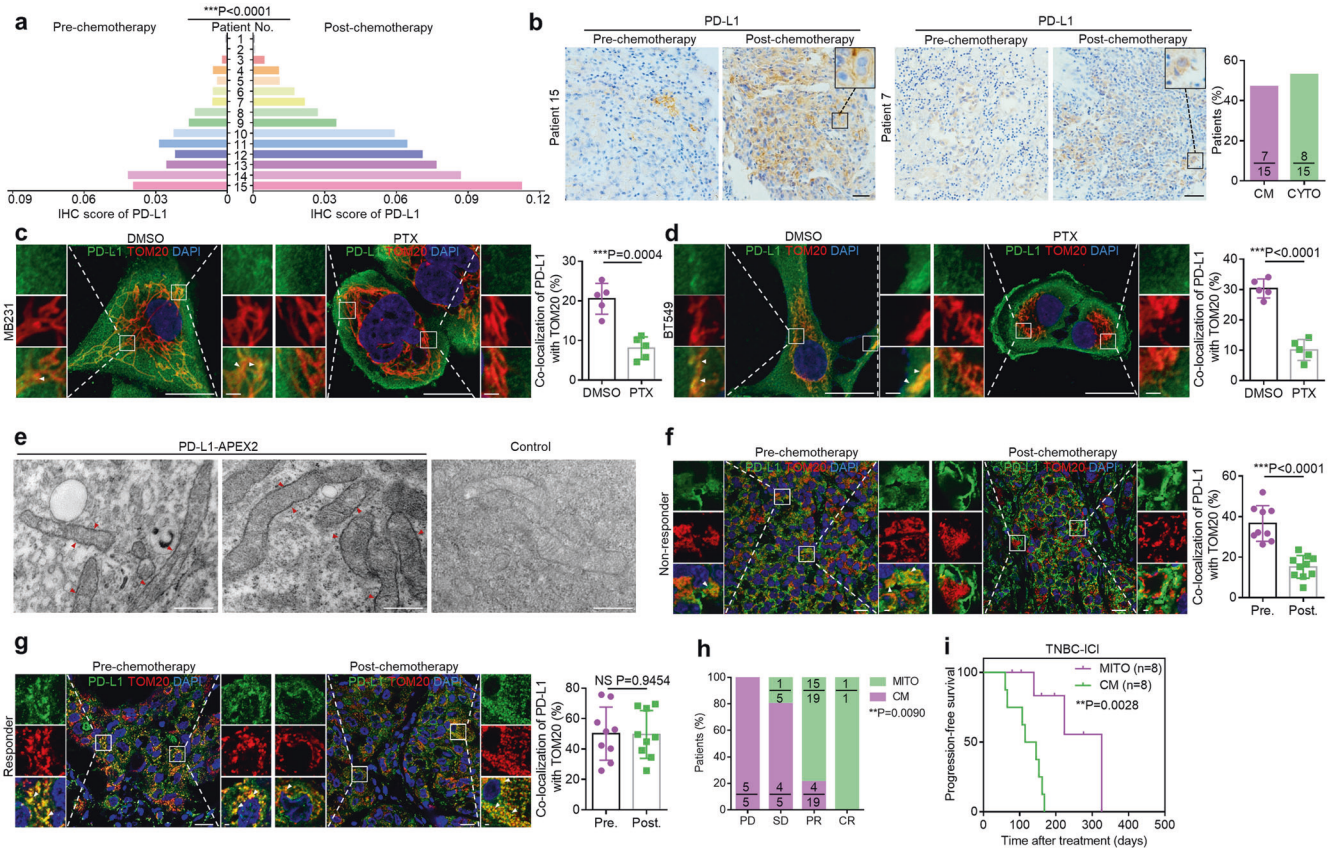 a
***P<0.0001
Pre-chemotherapy
Patient No.
Post-chemotherapy
1
2
3
4
5
6
7
8
9
10
11
12
13
14
15
0.09
0.06
0.03
0
0
0.03
0.06
0.09
0.12
IHC score of PD-L1
IHC score of PD-L1
b
PD-L1
PD-L1
Pre-chemotherapy
Post-chemotherapy
Pre-chemotherapy
Post-chemotherapy
Patient 15
Patient 7
Patients (%)
60
40
20
0
7
15
8
15
CM
CYTO
c
DMSO
PTX
PD-L1 TOM20 DAPI
PD-L1 TOM20 DAPI
MB231
Co-localization of PD-L1
with TOM20 (%)
***P=0.0004
30
20
10
0
DMSO
PTX
d
DMSO
PTX
PD-L1 TOM20 DAPI
PD-L1 TOM20 DAPI
BT549
Co-localization of PD-L1
with TOM20 (%)
***P<0.0001
40
30
20
10
0
DMSO
PTX
e
PD-L1-APEX2
Control
f
Pre-chemotherapy
Post-chemotherapy
PD-L1 TOM20 DAPI
PD-L1 TOM20 DAPI
Non-responder
Co-localization of PD-L1
with TOM20 (%)
***P<0.0001
60
40
20
0
Pre.
Post.
g
Pre-chemotherapy
Post-chemotherapy
PD-L1 TOM20 DAPI
PD-L1 TOM20 DAPI
Responder
Co-localization of PD-L1
with TOM20 (%)
NS P=0.9454
80
60
40
20
0
Pre.
Post.
h
Patients (%)
100
80
60
40
20
0
1
5
15
19
1
1
5
5
4
5
4
19
PD
SD
PR
CR
MITO
CM
**P=0.0090
i
TNBC-ICI
MITO (n=8)
CM (n=8)
**P=0.0028
Progression-free survival
100
50
0
0
100
200
300
400
500
Time after treatment (days)